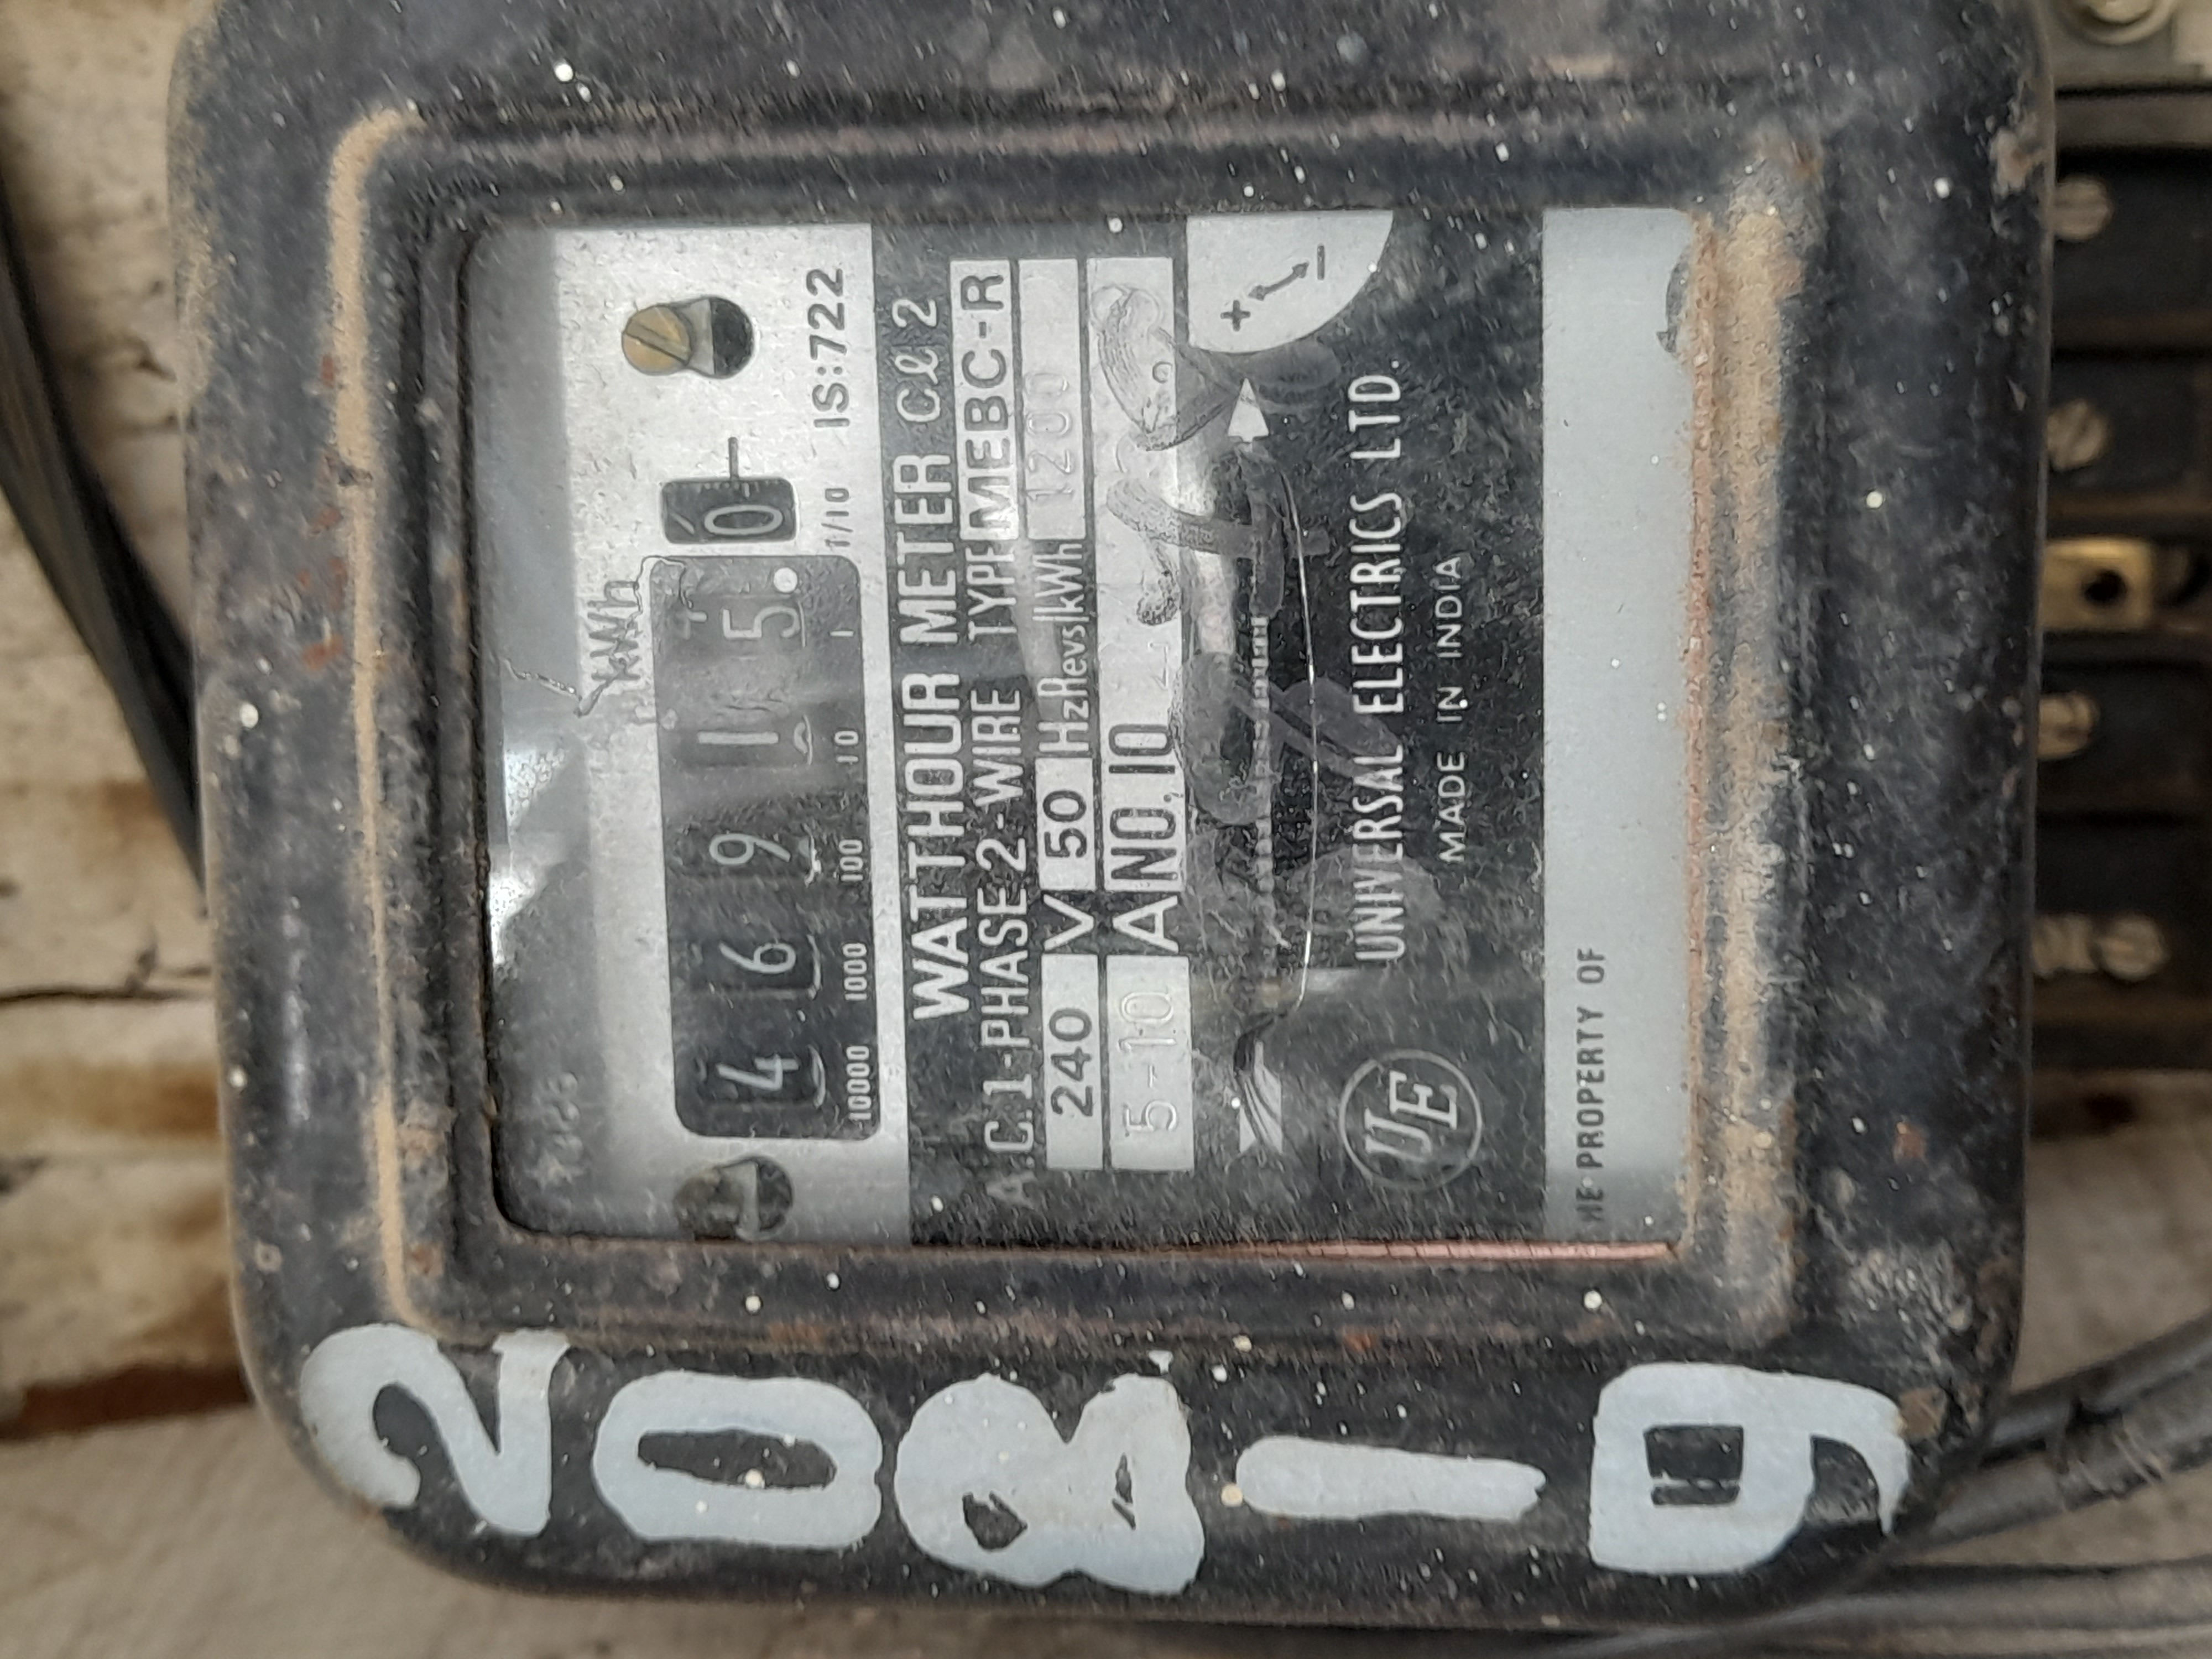 kWh
4 6 9 1 5 0
10000 1000 100 10 1 1/10 IS:722
WATTHOUR METER Cl 2
A.C. 1-PHASE 2-WIRE TYPE MEBC-R
240 V 50 Hz Revs/kWh 1200
5-10 A NO. 10
+ -
UE
UNIVERSAL ELECTRICS LTD.
MADE IN INDIA
HE PROPERTY OF
20819